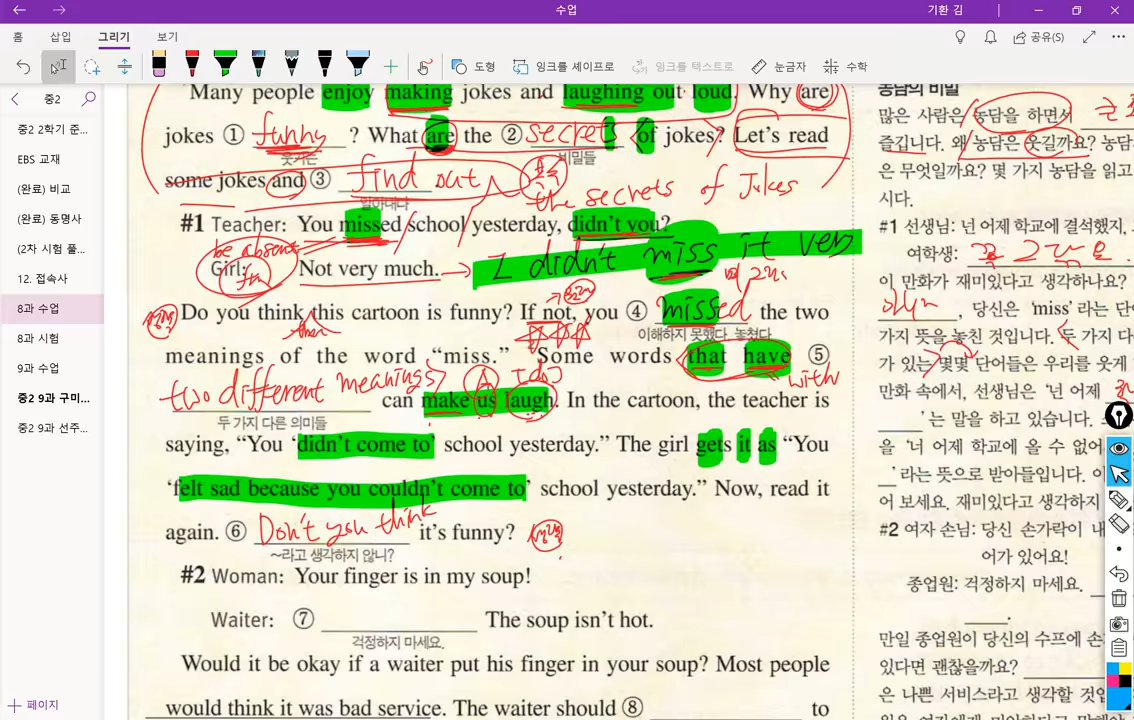 수업
기환 김
홈 삽입 그리기 보기
공유(S)
도형 잉크를 셰이프로 잉크를 텍스트로 눈금자 수학
중2
중2 2학기 준...
EBS 교재
(완료) 비교
(완료) 동명사
(2차 시험 풀...
12. 접속사
8과 수업
8과 시험
9과 수업
중2 9과 구미...
중2 9과 선주...
페이지
Many people enjoy making jokes and laughing out loud. Why are
jokes ① funny ? What are the ② secrets of jokes? Let's read
웃기는 비밀들
some jokes and ③ find out
the secrets of Jokes
알아내다
#1 Teacher: You missed school yesterday, didn't you?
be absent
Girl: Not very much. → I didn't miss it very
Do you think this cartoon is funny? If not, you ④ missed the two
이해하지 못했다. 놓쳤다
meanings of the word “miss.” Some words that have ⑤
with
two different meanings can make us laugh. In the cartoon, the teacher is
두 가지 다른 의미들
saying, “You ‘didn't come to’ school yesterday.” The girl gets it as “You
‘felt sad because you couldn't come to’ school yesterday.” Now, read it
again. ⑥ Don't you think it's funny?
~라고 생각하지 않니?
#2 Woman: Your finger is in my soup!
Waiter: ⑦ The soup isn't hot.
걱정하지 마세요.
Would it be okay if a waiter put his finger in your soup? Most people
would think it was bad service. The waiter should ⑧ to
농담의 비밀
많은 사람은 농담을 하면서
즐깁니다. 왜 농담은 웃길까요? 농담
은 무엇일까요? 몇 가지 농담을 읽고
시다.
#1 선생님: 넌 어제 학교에 결석했지,
여학생:
이 만화가 재미있다고 생각하나요?
당신은 ‘miss’라는 단
가지 뜻을 놓친 것입니다. 두 가지 다
가 있는 몇몇 단어들은 우리를 웃게
만화 속에서, 선생님은 ‘넌 어제
’는 말을 하고 있습니다.
을 ‘너 어제 학교에 올 수 없어
’라는 뜻으로 받아들입니다.
어 보세요. 재미있다고 생각하지
#2 여자 손님: 당신 손가락이 내
어가 있어요!
종업원: 걱정하지 마세요.
만일 종업원이 당신의 수프에 손
있다면 괜찮을까요?
은 나쁜 서비스라고 생각할 것입